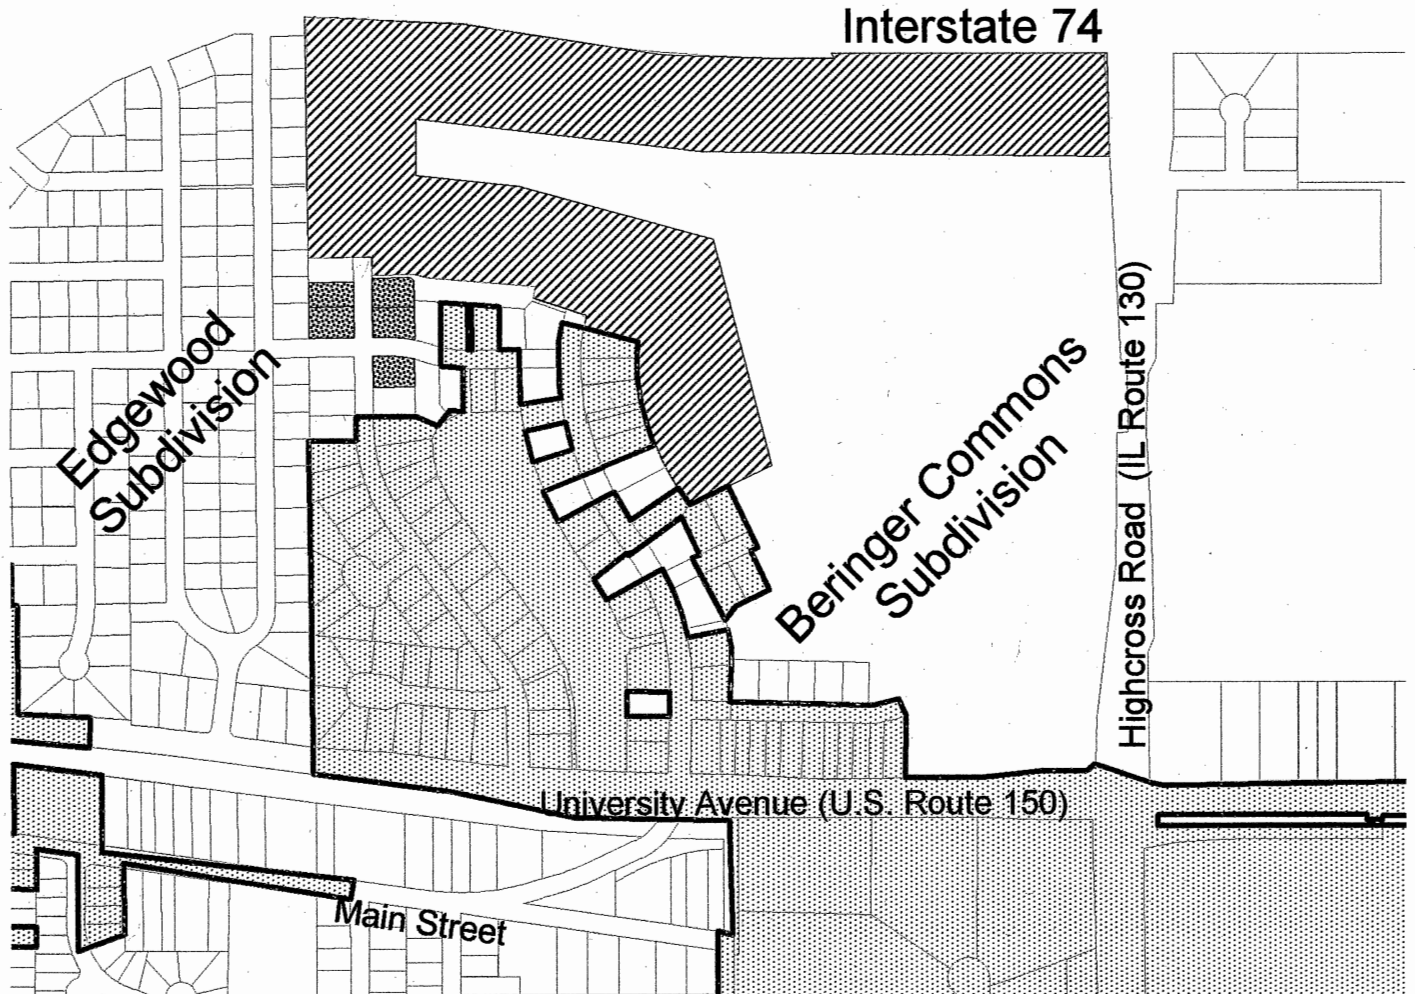 Interstate 74
Edgewood
Subdivision
Beringer Commons
Subdivision
Highcross Road (IL Route 130)
University Avenue (U.S. Route 150)
Main Street